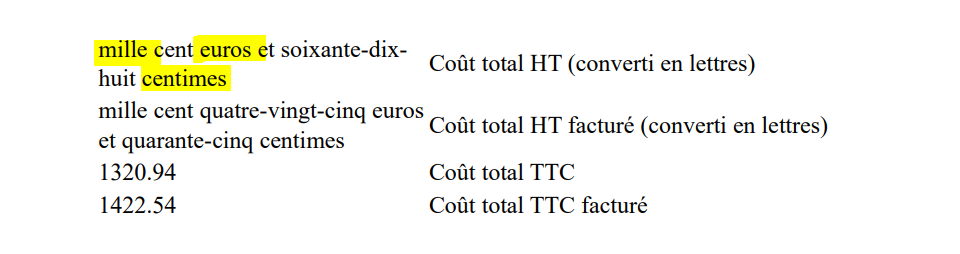 mille cent euros et soixante-dix-
huit centimes
Coût total HT (converti en lettres)
mille cent quatre-vingt-cinq euros
et quarante-cinq centimes
Coût total HT facturé (converti en lettres)
1320.94 Coût total TTC
1422.54 Coût total TTC facturé